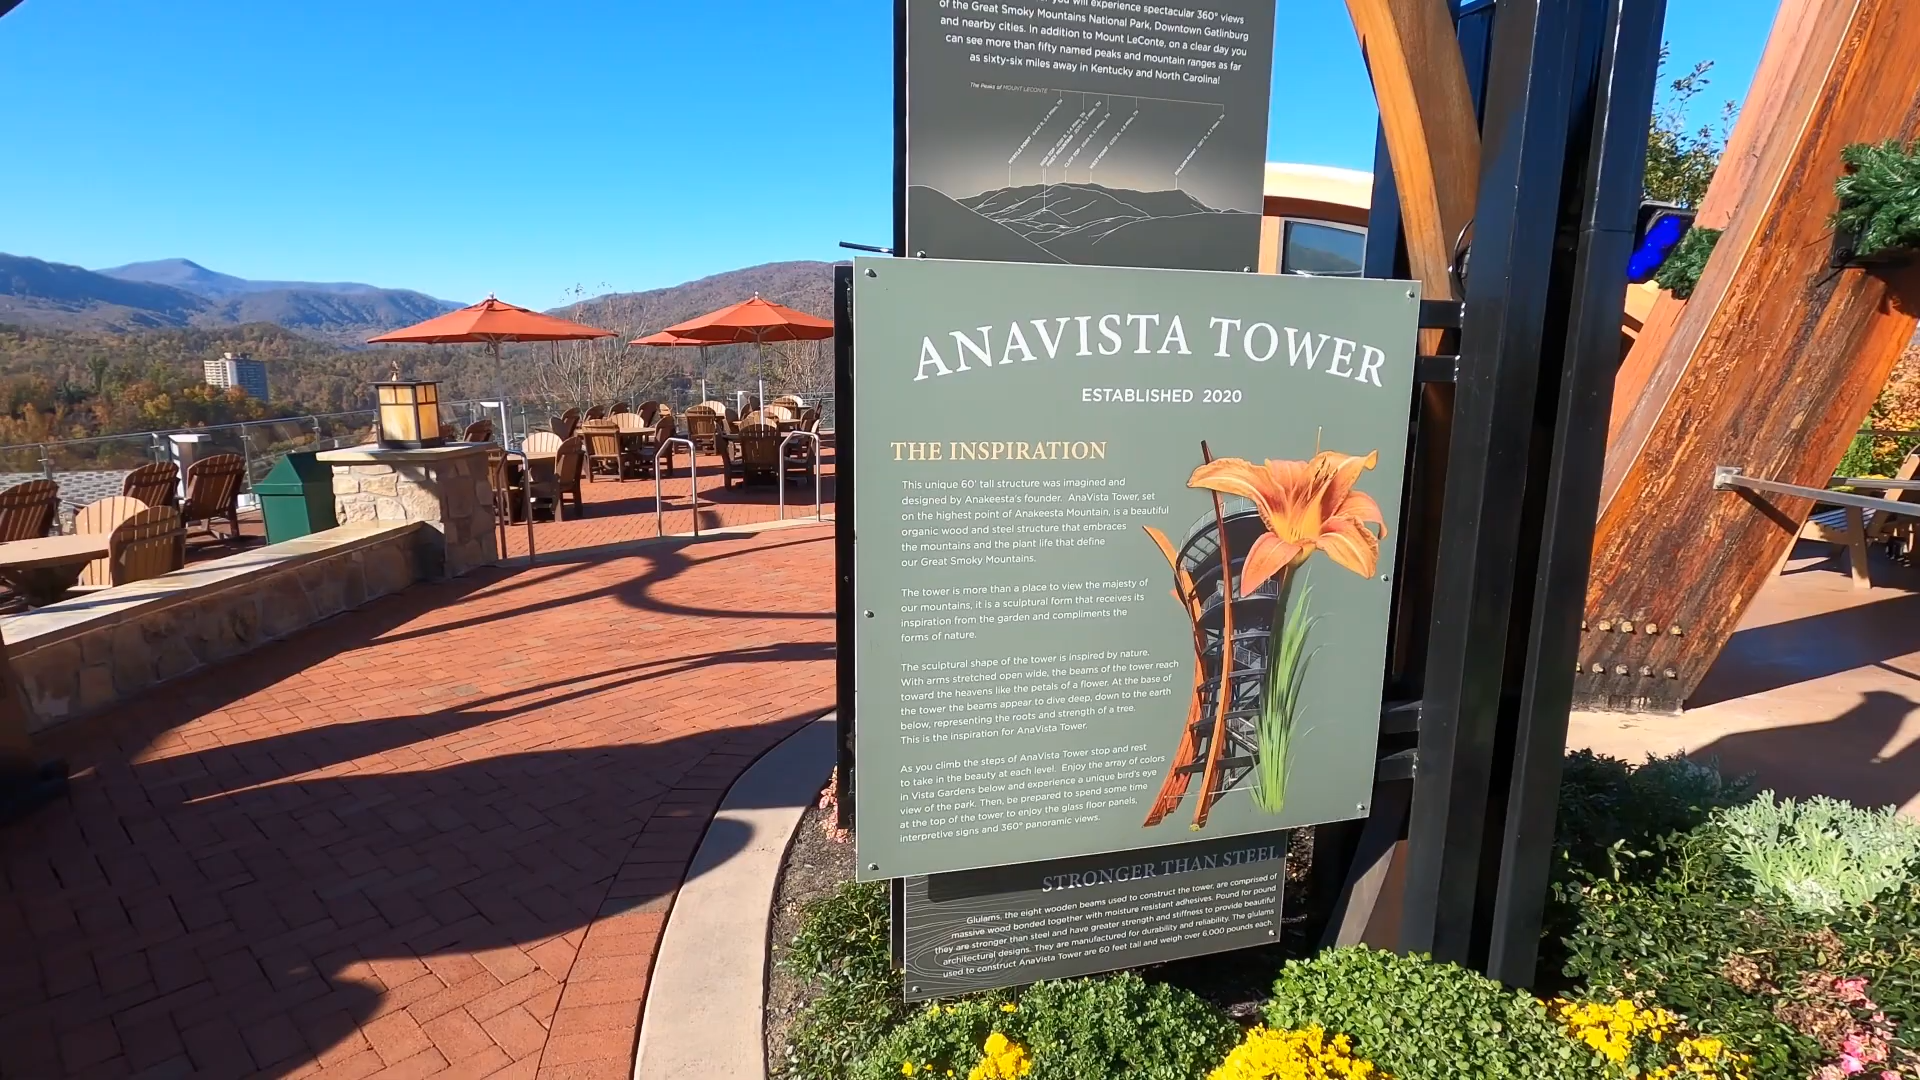 you will experience spectacular 360° views
of the Great Smoky Mountains National Park, Downtown Gatlinburg
and nearby cities. In addition to Mount LeConte, on a clear day you
can see more than fifty named peaks and mountain ranges as far
as sixty-six miles away in Kentucky and North Carolina!
The Peaks of MOUNT LECONTE
MYRTLE POINT
HIGH TOP
CLIFF TOP
WEST POINT
BALSAM POINT
ANAVISTA TOWER
ESTABLISHED 2020
THE INSPIRATION
This unique 60' tall structure was imagined and
designed by Anakeesta's founder. AnaVista Tower, set
on the highest point of Anakeesta Mountain, is a beautiful
organic wood and steel structure that embraces
the mountains and the plant life that define
our Great Smoky Mountains.
The tower is more than a place to view the majesty of
our mountains, it is a sculptural form that receives its
inspiration from the garden and compliments the
forms of nature.
The sculptural shape of the tower is inspired by nature.
With arms stretched open wide, the beams of the tower reach
toward the heavens like the petals of a flower. At the base of
the tower the beams appear to dive deep, down to the earth
below, representing the roots and strength of a tree.
This is the inspiration for AnaVista Tower.
As you climb the steps of AnaVista Tower stop and rest
to take in the beauty at each level. Enjoy the array of colors
in Vista Gardens below and experience a unique bird's eye
view of the park. Then, be prepared to spend some time
at the top of the tower to enjoy the glass floor panels,
interpretive signs and 360° panoramic views.
STRONGER THAN STEEL
Glulams, the eight wooden beams used to construct the tower, are comprised of
massive wood bonded together with moisture resistant adhesives. Pound for pound
they are stronger than steel and have greater strength and stiffness to provide beautiful
architectural designs. They are manufactured for durability and reliability. The glulams
used to construct AnaVista Tower are 60 feet tall and weigh over 6,000 pounds each.